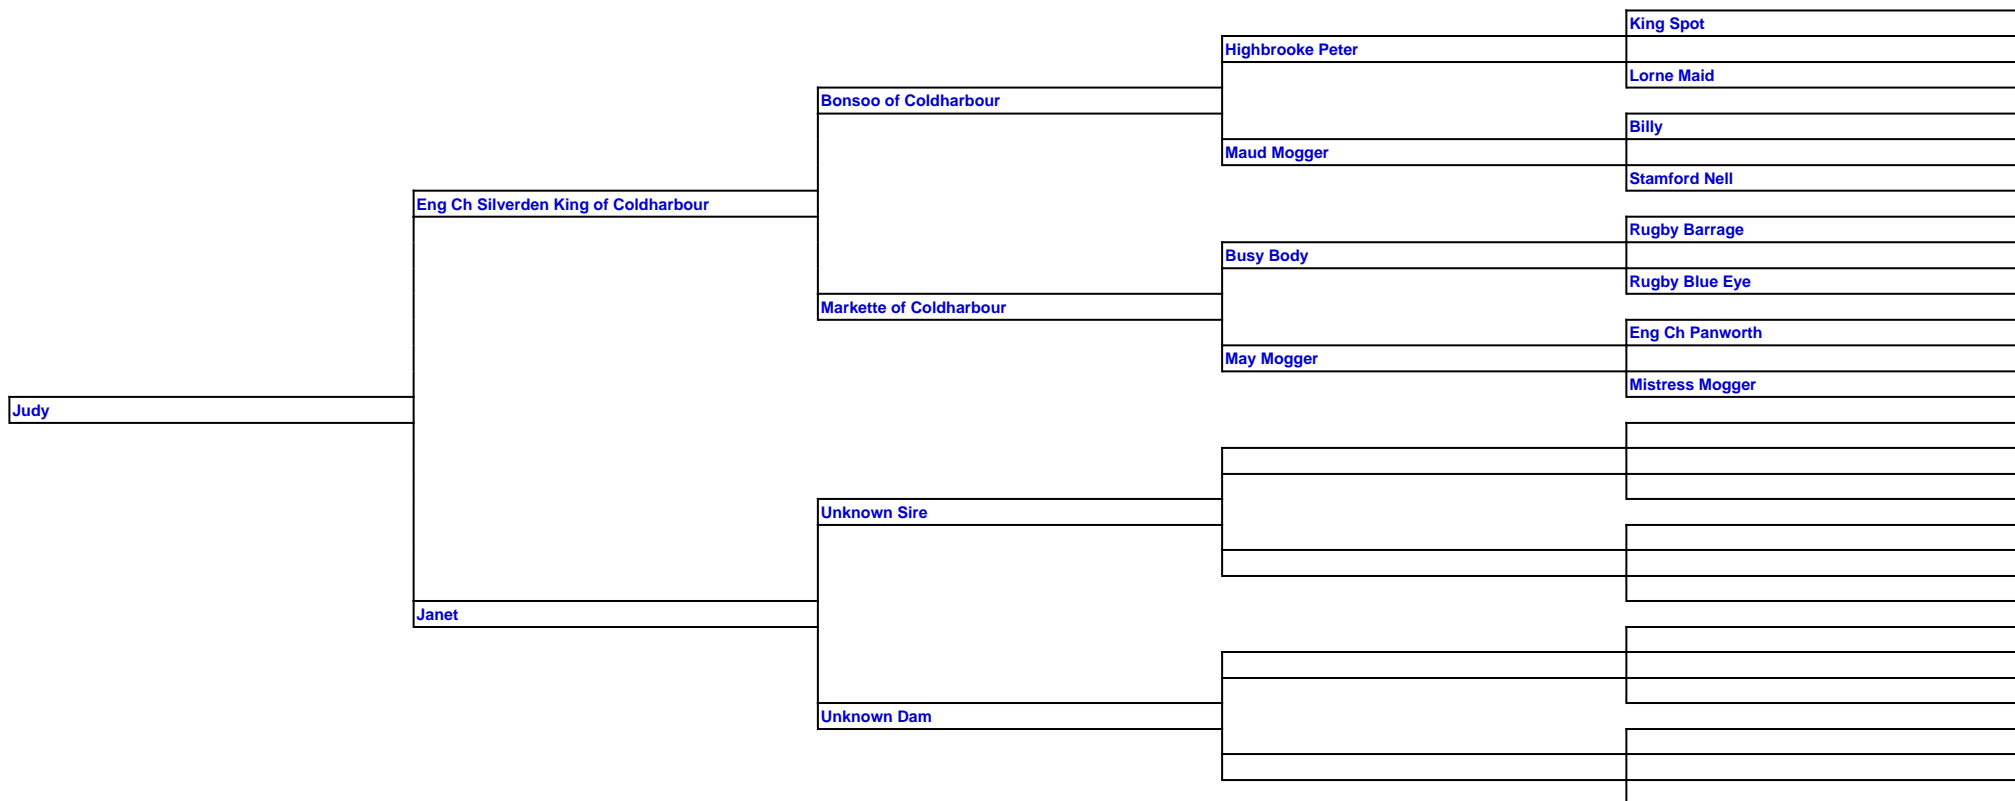 King Spot
Highbrooke Peter
Lorne Maid
Bonsoo of Coldharbour
Billy
Maud Mogger
Stamford Nell
Eng Ch Silverden King of Coldharbour
Rugby Barrage
Busy Body
Rugby Blue Eye
Markette of Coldharbour
Eng Ch Panworth
May Mogger
Mistress Mogger
Judy
Unknown Sire
Janet
Unknown Dam